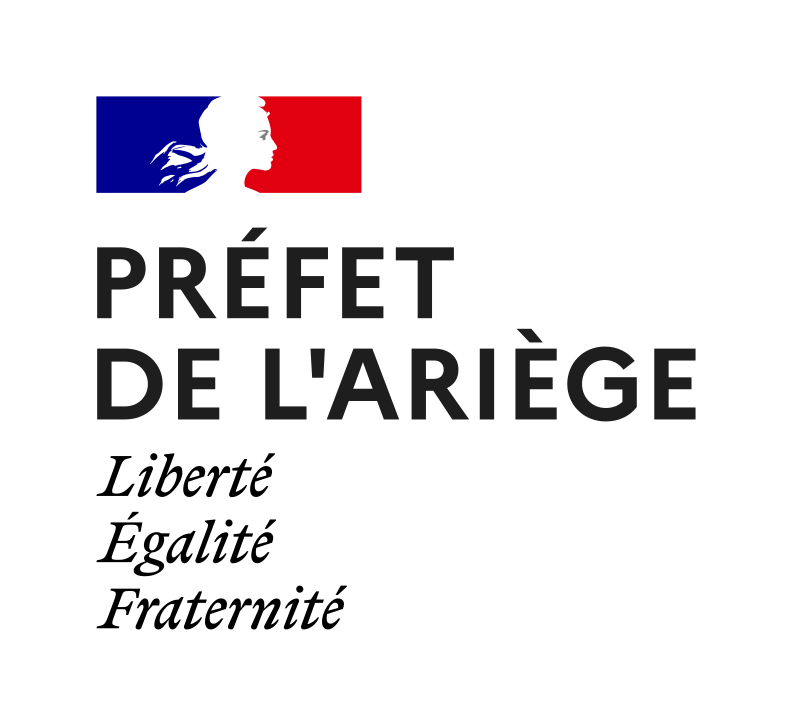 PRÉFET
DE L'ARIÈGE
Liberté
Égalité
Fraternité